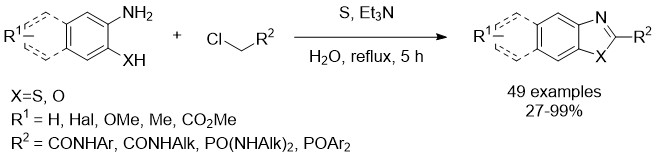 S, Et₃N
R¹
NH₂
XH
+
Cl
R²
H₂O, reflux, 5 h
R¹
N
X
R²
X=S, O
R¹ = H, Hal, OMe, Me, CO₂Me
R² = CONHAr, CONHAlk, PO(NHAlk)₂, POAr₂
49 examples
27-99%